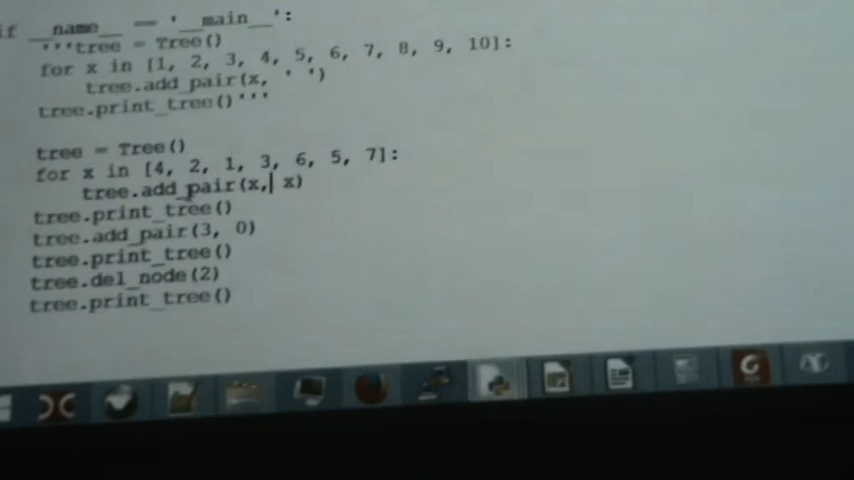 if __name__ == '__main__':
'''tree = Tree()
for x in [1, 2, 3, 4, 5, 6, 7, 8, 9, 10]:
tree.add_pair(x, ' ')
tree.print_tree()'''
tree = Tree()
for x in [4, 2, 1, 3, 6, 5, 7]:
tree.add_pair(x, x)
tree.print_tree()
tree.add_pair(3, 0)
tree.print_tree()
tree.del_node(2)
tree.print_tree()